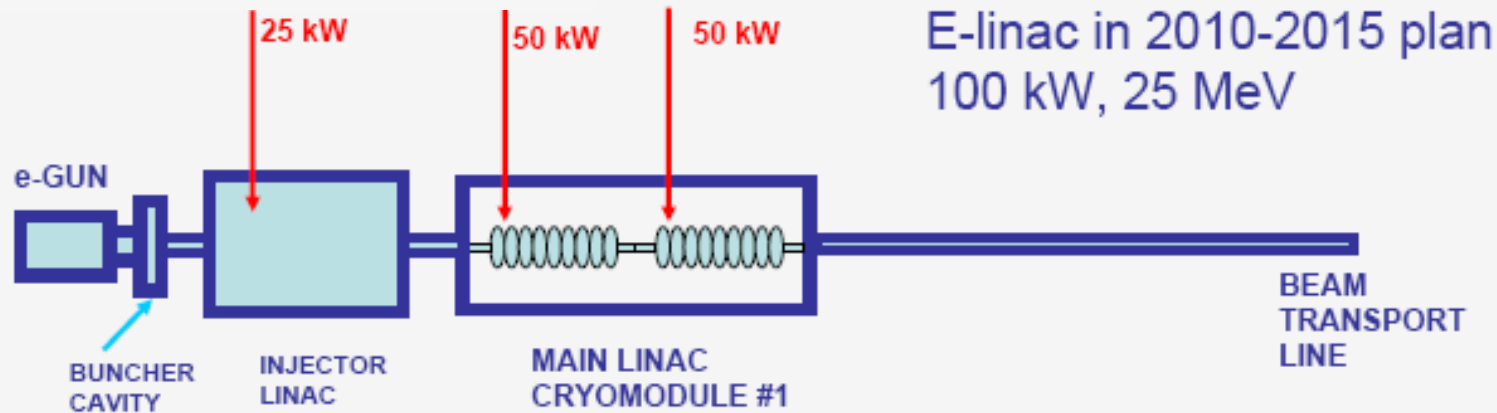 25 kW
50 kW
50 kW
E-linac in 2010-2015 plan
100 kW, 25 MeV
e-GUN
BUNCHER
CAVITY
INJECTOR
LINAC
MAIN LINAC
CRYOMODULE #1
BEAM
TRANSPORT
LINE